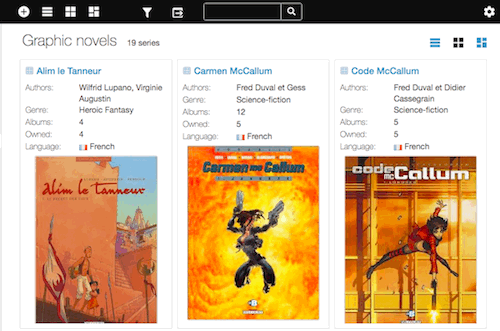 Graphic novels 19 series
Alim le Tanneur
Authors: Wilfrid Lupano, Virginie
Augustin
Genre: Heroic Fantasy
Albums: 4
Owned: 4
Language: French
alim le tanneur
Carmen McCallum
Authors: Fred Duval et Gess
Genre: Science-fiction
Albums: 12
Owned: 5
Language: French
Carmen Mc Callum
Code McCallum
Authors: Fred Duval et Didier
Cassegrain
Genre: Science-fiction
Albums: 5
Owned: 5
Language: French
code Mc Callum